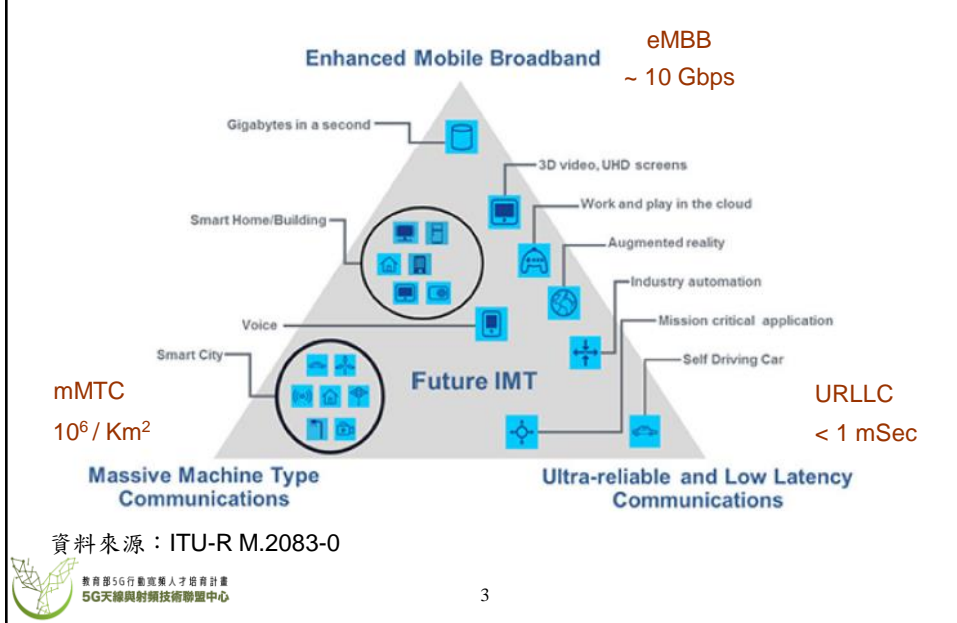 eMBB
Enhanced Mobile Broadband
~ 10 Gbps
Gigabytes in a second
3D video, UHD screens
Work and play in the cloud
Smart Home/Building
Augmented reality
Industry automation
Mission critical application
Voice
Smart City
Self Driving Car
Future IMT
mMTC
10⁶ / Km²
URLLC
< 1 mSec
Massive Machine Type
Communications
Ultra-reliable and Low Latency
Communications
資料來源：ITU-R M.2083-0
教育部5G行動寬頻人才培育計畫
5G天線與射頻技術聯盟中心
3